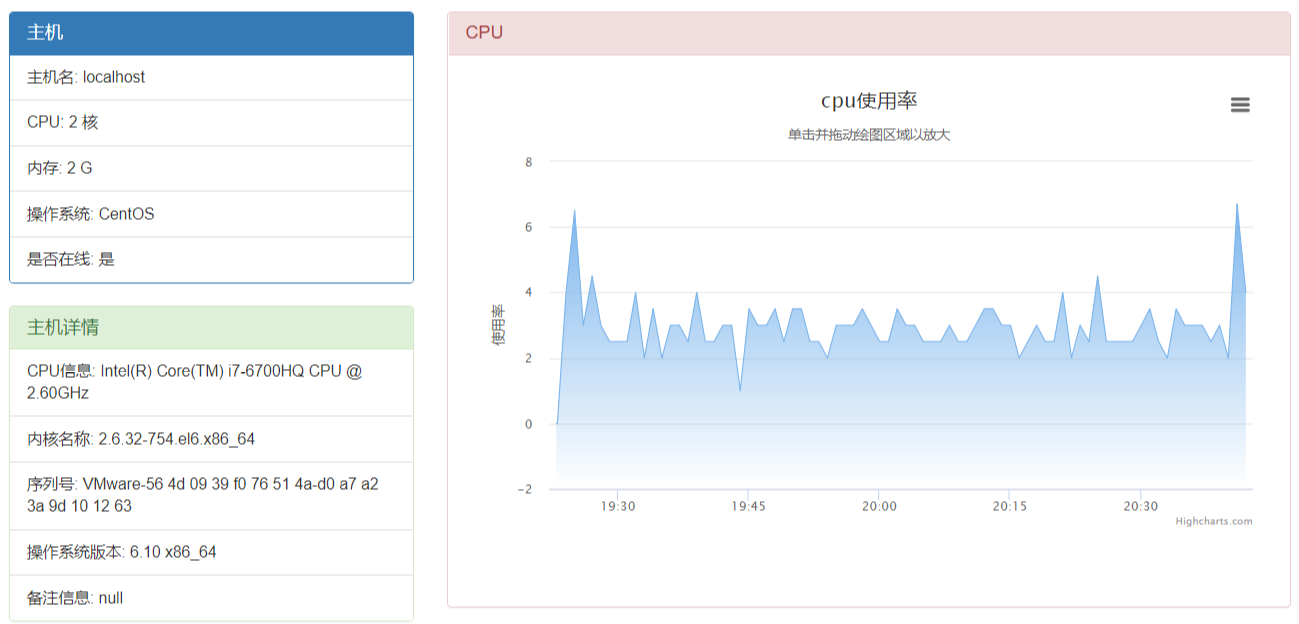 主机
主机名: localhost
CPU: 2 核
内存: 2 G
操作系统: CentOS
是否在线: 是
主机详情
CPU信息: Intel(R) Core(TM) i7-6700HQ CPU @
2.60GHz
内核名称: 2.6.32-754.el6.x86_64
序列号: VMware-56 4d 09 39 f0 76 51 4a-d0 a7 a2
3a 9d 10 12 63
操作系统版本: 6.10 x86_64
备注信息: null
CPU
cpu使用率
单击并拖动绘图区域以放大
使用率
8
6
4
2
0
-2
19:30
19:45
20:00
20:15
20:30
Highcharts.com